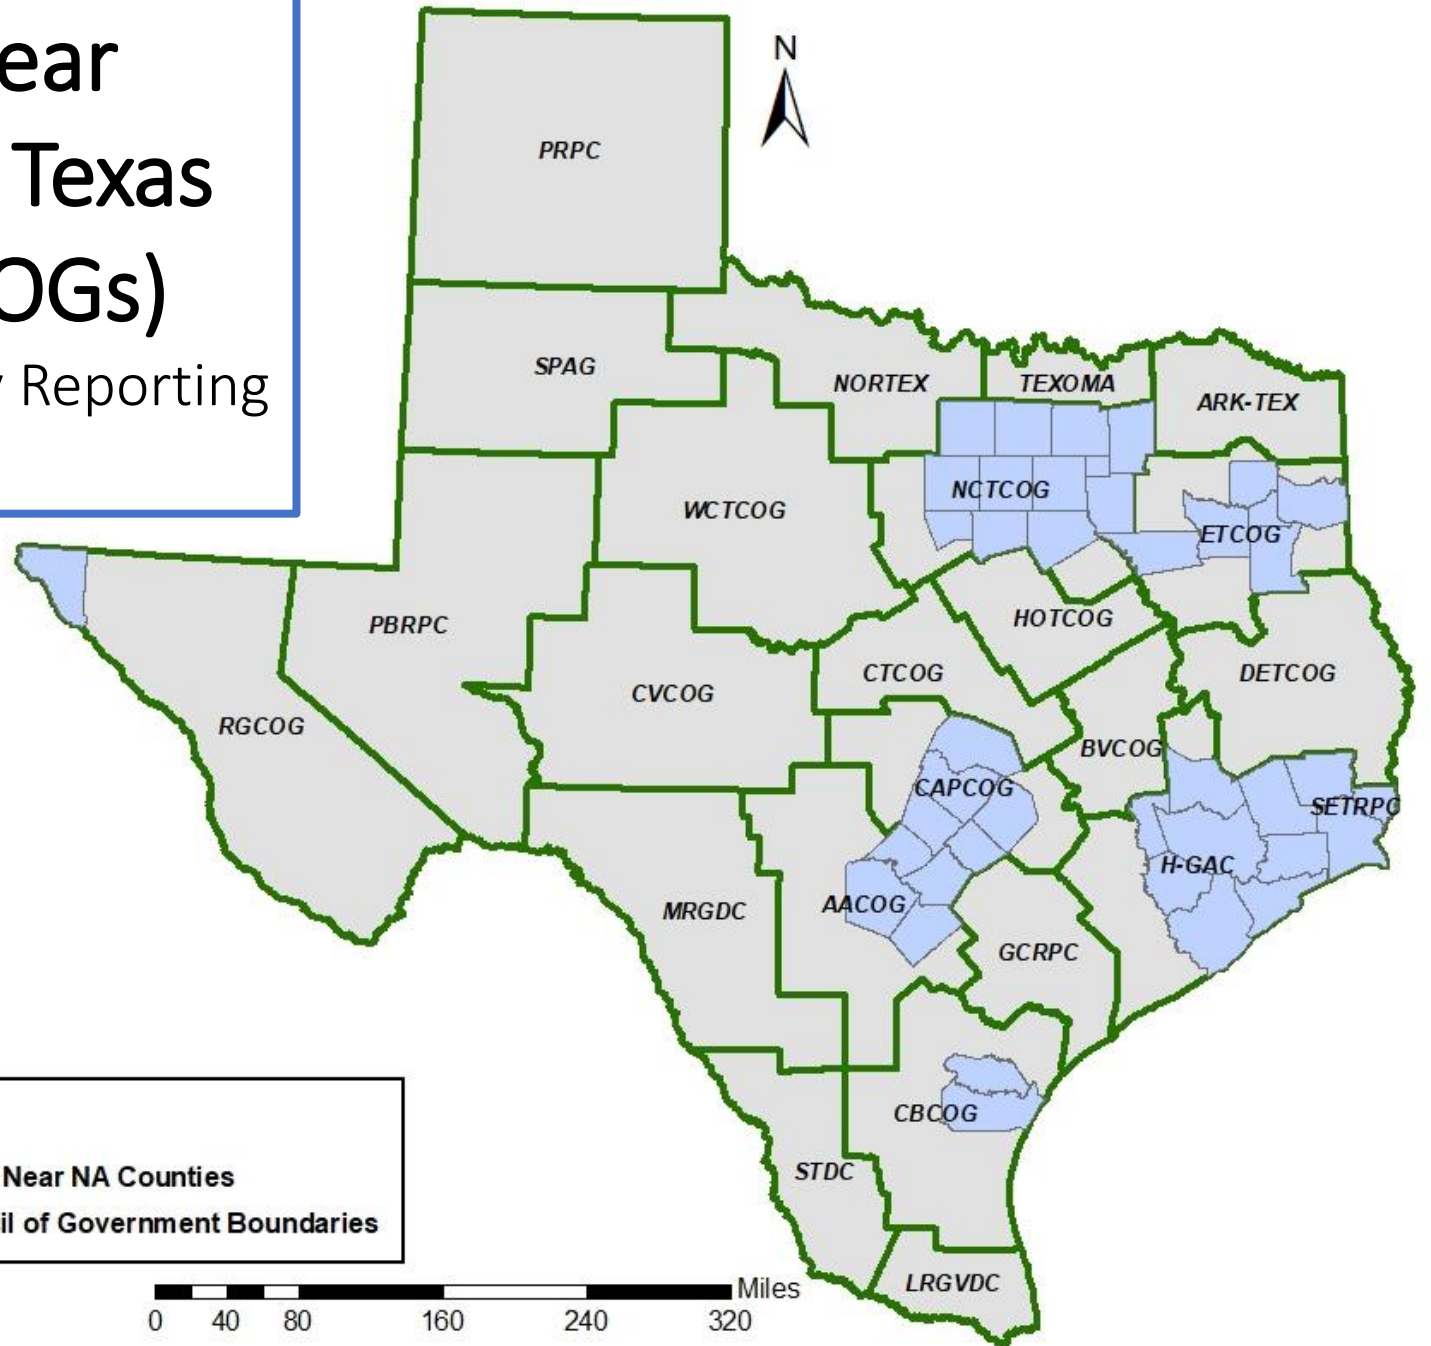 ear
Texas
OGs)
Reporting
N
PRPC
SPAG
NORTEX
TEXOMA
ARK-TEX
WCTCOG
NCTCOG
ETCOG
PBRPC
HOTCOG
RGCOG
CVCOG
CTCOG
DETCOG
BVCOG
CAPCOG
SETRPC
H-GAC
MRGDC
AACOG
GCRPC
CBCOG
STDC
LRGVDC
Near NA Counties
il of Government Boundaries
Miles
0 40 80 160 240 320